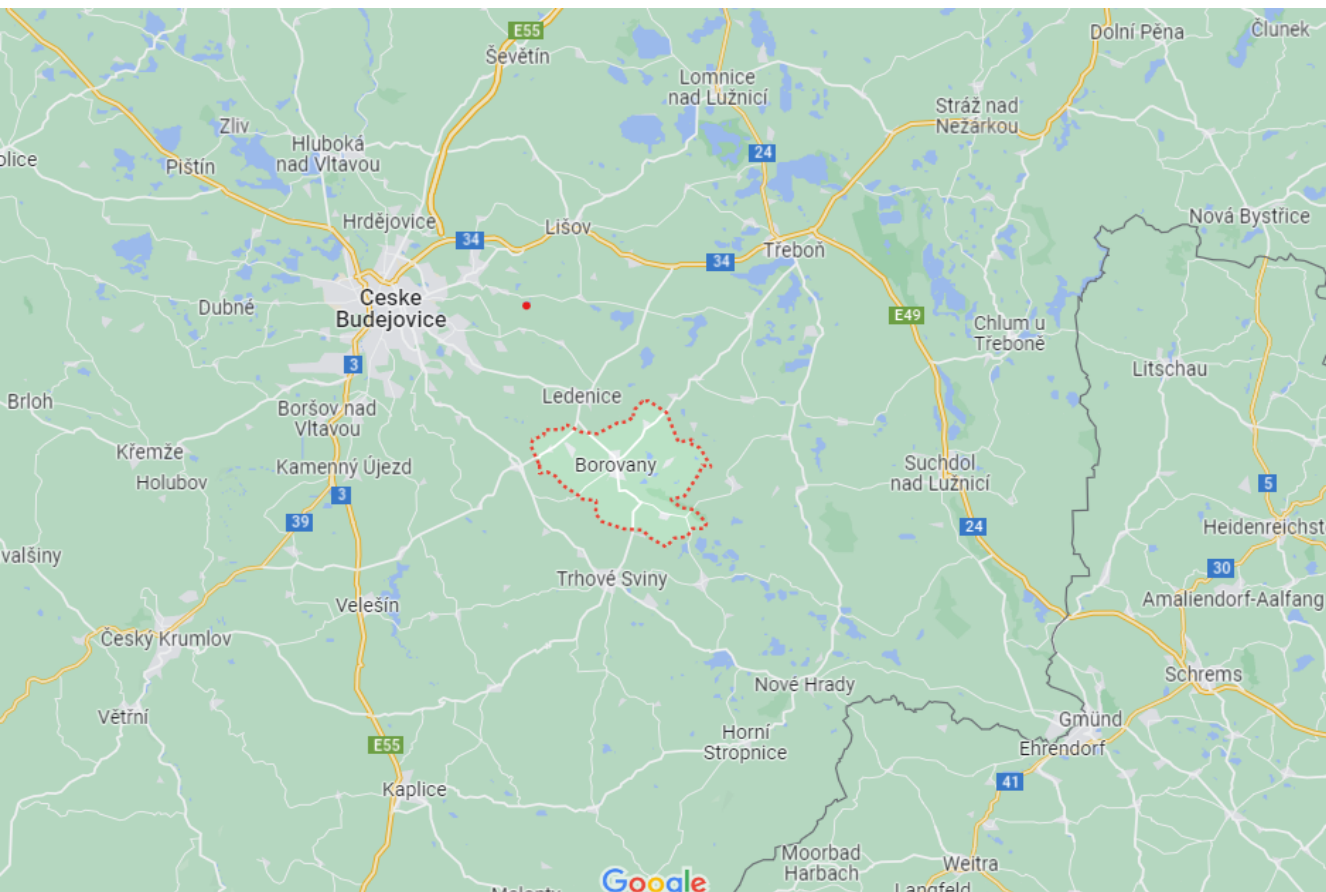 E55
Dolní Pěna
Člunek
Ševětín
Lomnice
nad Lužnicí
Stráž nad
Nežárkou
Zliv
Hluboká
nad Vltavou
24
olice
Pištín
Hrdějovice
Lišov
Nová Bystřice
34
Třeboň
34
Dubné
Ceske
Budejovice
E49
Chlum u
Třeboně
3
Litschau
Brloh
Ledenice
Boršov nad
Vltavou
Křemže
Kamenný Újezd
Borovany
Suchdol
nad Lužnicí
Holubov
5
3
39
24
Heidenreichst
valšiny
Trhové Sviny
30
Velešín
Amaliendorf-Aalfang
Český Krumlov
Nové Hrady
Schrems
Větřní
Gmünd
E55
Horní
Stropnice
Ehrendorf
Kaplice
41
Moorbad
Harbach
Weitra
Google
Langfeld